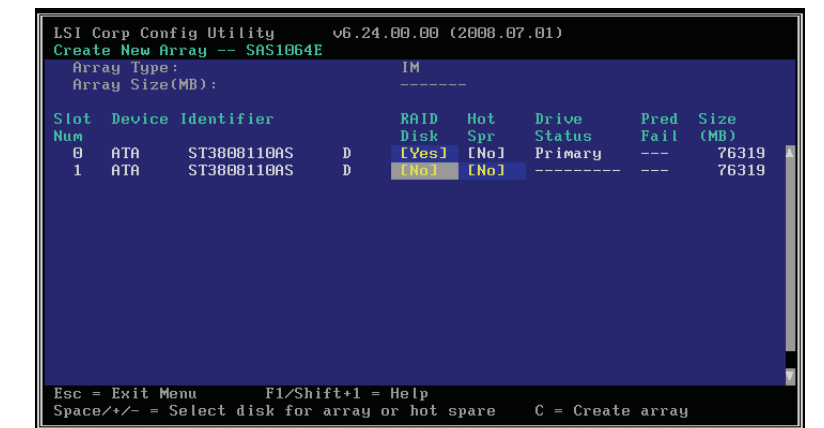 LSI Corp Config Utility v6.24.00.00 (2008.07.01)
Create New Array -- SAS1064E
Array Type: IM
Array Size(MB): -------
Slot Device Identifier RAID Hot Drive Pred Size
Num Disk Spr Status Fail (MB)
0 ATA ST3808110AS D [Yes] [No] Primary --- 76319
1 ATA ST3808110AS D [No] [No] --------- --- 76319
Esc = Exit Menu F1/Shift+1 = Help
Space/+/- = Select disk for array or hot spare C = Create array